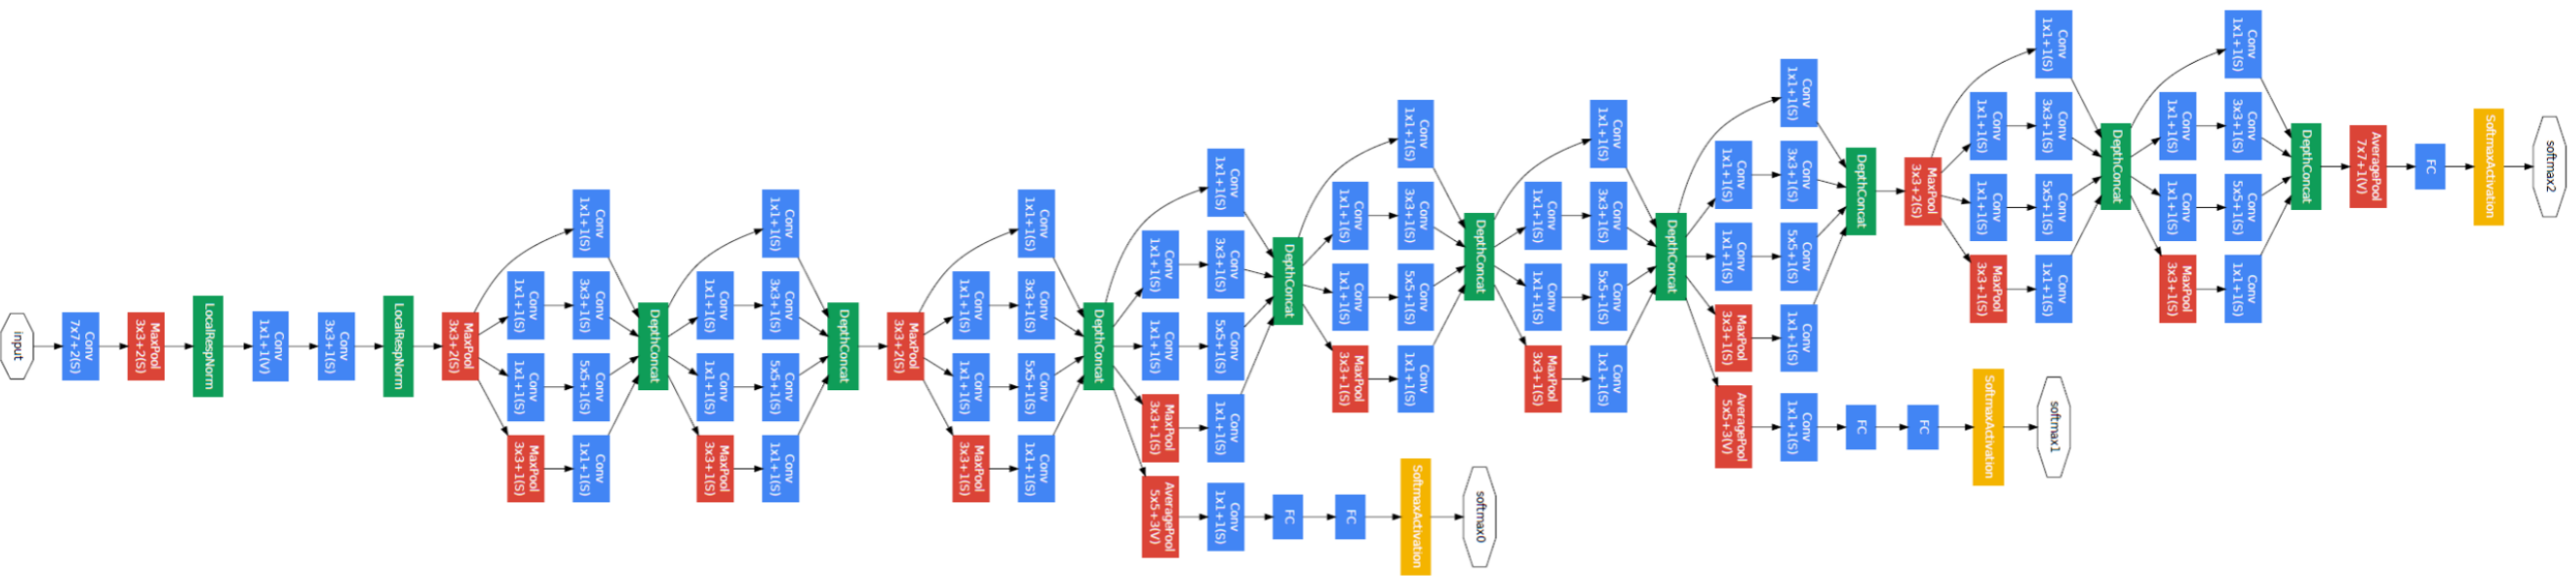 input
Conv
7x7+2(S)
MaxPool
3x3+2(S)
LocalRespNorm
Conv
1x1+1(V)
Conv
3x3+1(S)
LocalRespNorm
MaxPool
3x3+2(S)
Conv
1x1+1(S)
Conv
1x1+1(S)
Conv
3x3+1(S)
Conv
1x1+1(S)
Conv
5x5+1(S)
MaxPool
3x3+1(S)
Conv
1x1+1(S)
DepthConcat
Conv
1x1+1(S)
Conv
1x1+1(S)
Conv
3x3+1(S)
Conv
1x1+1(S)
Conv
5x5+1(S)
MaxPool
3x3+1(S)
Conv
1x1+1(S)
DepthConcat
MaxPool
3x3+2(S)
Conv
1x1+1(S)
Conv
1x1+1(S)
Conv
3x3+1(S)
Conv
1x1+1(S)
Conv
5x5+1(S)
MaxPool
3x3+1(S)
Conv
1x1+1(S)
DepthConcat
Conv
1x1+1(S)
Conv
1x1+1(S)
Conv
3x3+1(S)
Conv
1x1+1(S)
Conv
5x5+1(S)
MaxPool
3x3+1(S)
Conv
1x1+1(S)
AveragePool
5x5+3(V)
Conv
1x1+1(S)
FC
FC
SoftmaxActivation
softmax0
DepthConcat
Conv
1x1+1(S)
Conv
1x1+1(S)
Conv
3x3+1(S)
Conv
1x1+1(S)
Conv
5x5+1(S)
MaxPool
3x3+1(S)
Conv
1x1+1(S)
DepthConcat
Conv
1x1+1(S)
Conv
1x1+1(S)
Conv
3x3+1(S)
Conv
1x1+1(S)
Conv
5x5+1(S)
MaxPool
3x3+1(S)
Conv
1x1+1(S)
DepthConcat
Conv
1x1+1(S)
Conv
1x1+1(S)
Conv
3x3+1(S)
Conv
1x1+1(S)
Conv
5x5+1(S)
MaxPool
3x3+1(S)
Conv
1x1+1(S)
AveragePool
5x5+3(V)
Conv
1x1+1(S)
FC
FC
SoftmaxActivation
softmax1
DepthConcat
MaxPool
3x3+2(S)
Conv
1x1+1(S)
Conv
1x1+1(S)
Conv
3x3+1(S)
Conv
1x1+1(S)
Conv
5x5+1(S)
MaxPool
3x3+1(S)
Conv
1x1+1(S)
DepthConcat
Conv
1x1+1(S)
Conv
1x1+1(S)
Conv
3x3+1(S)
Conv
1x1+1(S)
Conv
5x5+1(S)
MaxPool
3x3+1(S)
Conv
1x1+1(S)
DepthConcat
AveragePool
7x7+1(V)
FC
SoftmaxActivation
softmax2